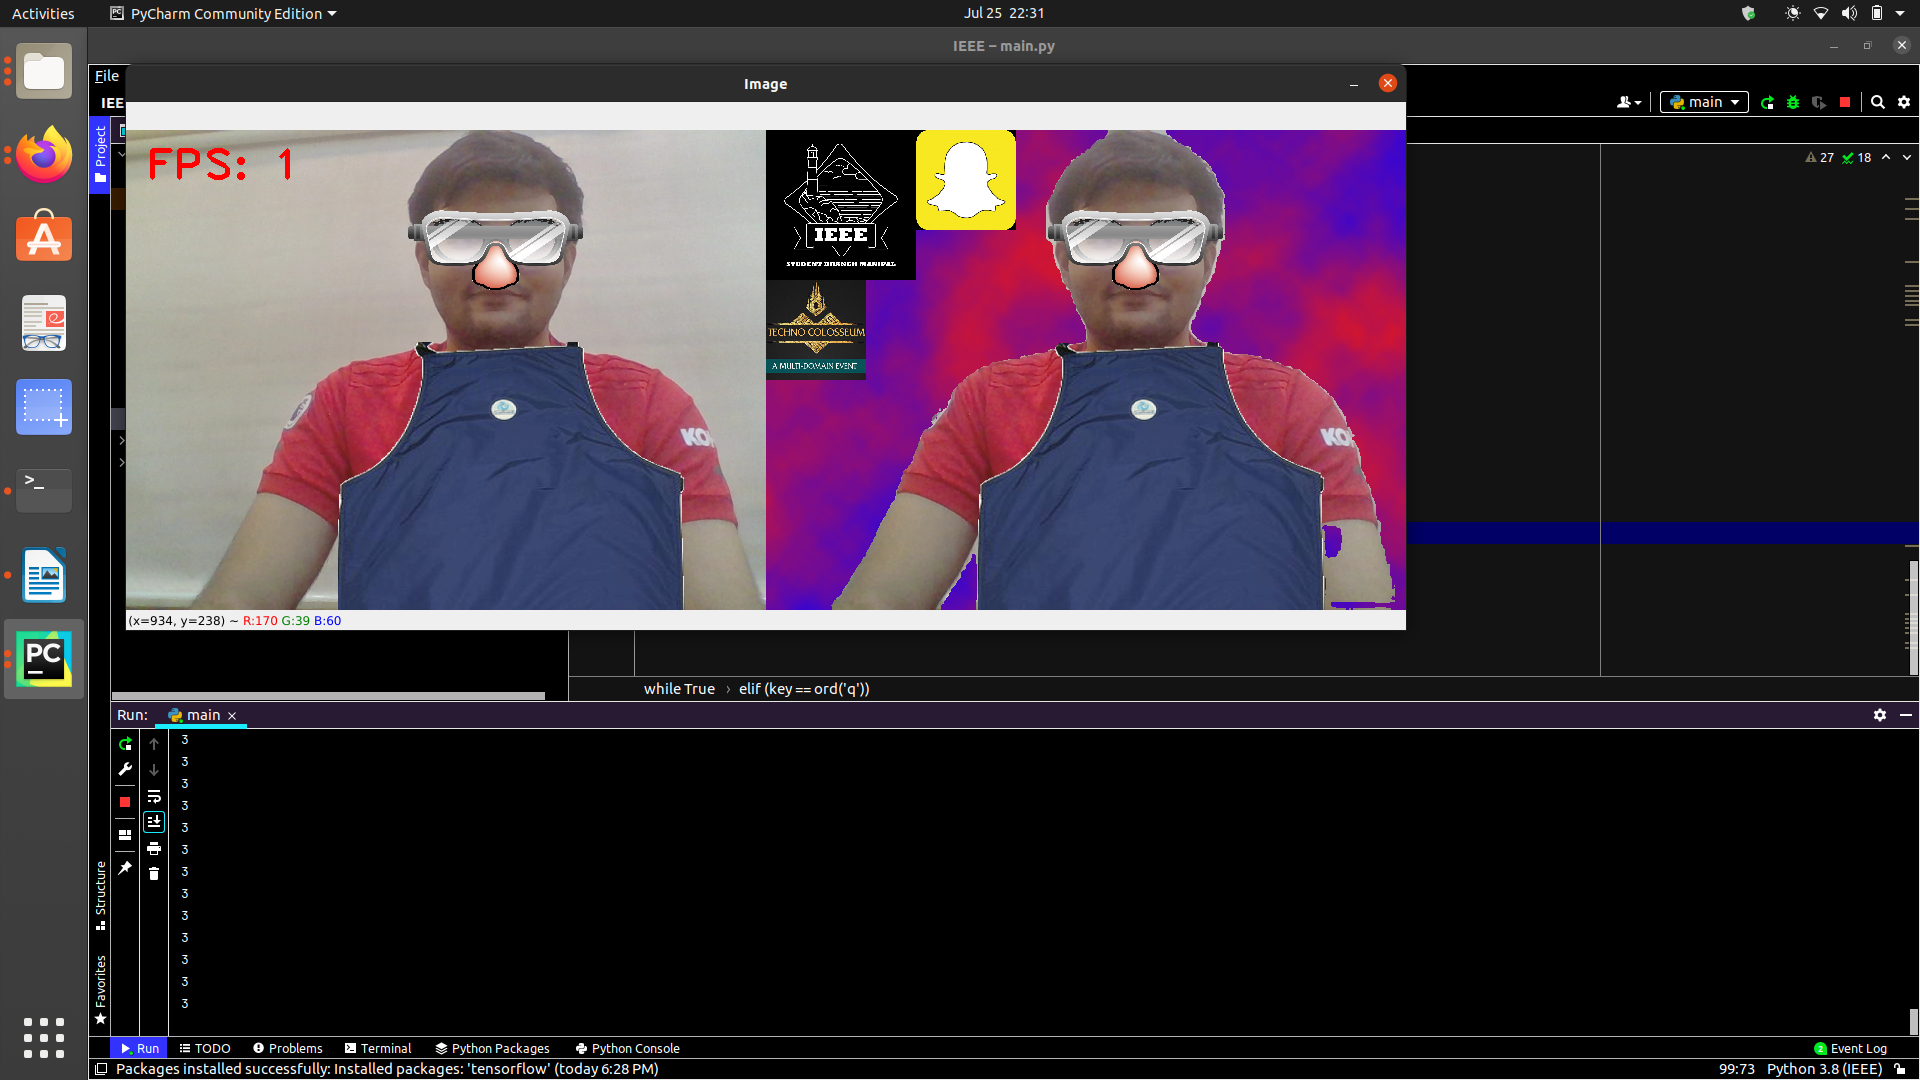 Activities
PyCharm Community Edition
Jul 25 22:31
IEEE – main.py
File
IEE
main
Image
Project
27
18
FPS: 1
IEEE
STUDENT BRANCH MANIPAL
TECHNO COLOSSEUM
A MULTI-DOMAIN EVENT
KO
KO
(x=934, y=238) ~ R:170 G:39 B:60
while True › elif (key == ord('q'))
Run:
main
3
3
3
3
3
3
3
3
3
3
3
3
3
Structure
Favorites
Run
TODO
Problems
Terminal
Python Packages
Python Console
2 Event Log
Packages installed successfully: Installed packages: 'tensorflow' (today 6:28 PM)
99:73
Python 3.8 (IEEE)